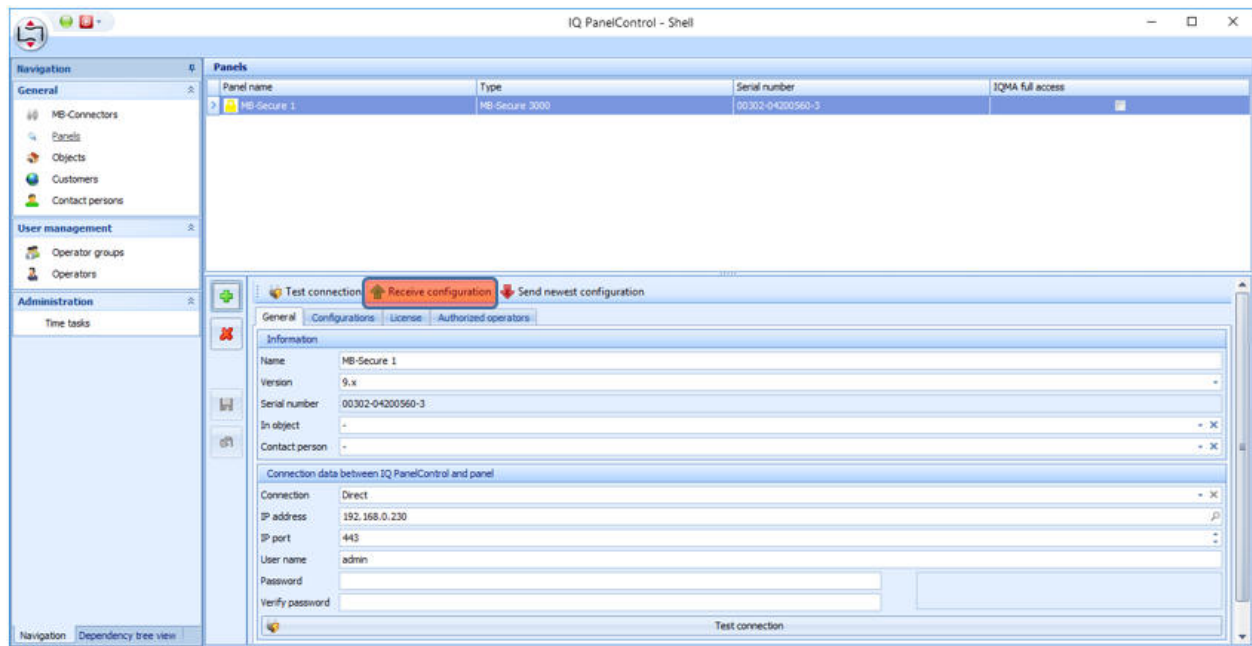 IQ PanelControl - Shell
Navigation
General
MB-Connectors
Panels
Objects
Customers
Contact persons
User management
Operator groups
Operators
Administration
Time tasks
Navigation Dependency tree view
Panels
Panel name Type Serial number IQMA full access
MB-Secure 1 MB-Secure 3000 00302-04200560-3
Test connection Receive configuration Send newest configuration
General Configurations License Authorized operators
Information
Name MB-Secure 1
Version 9.x
Serial number 00302-04200560-3
In object -
Contact person -
Connection data between IQ PanelControl and panel
Connection Direct
IP address 192.168.0.230
IP port 443
User name admin
Password
Verify password
Test connection